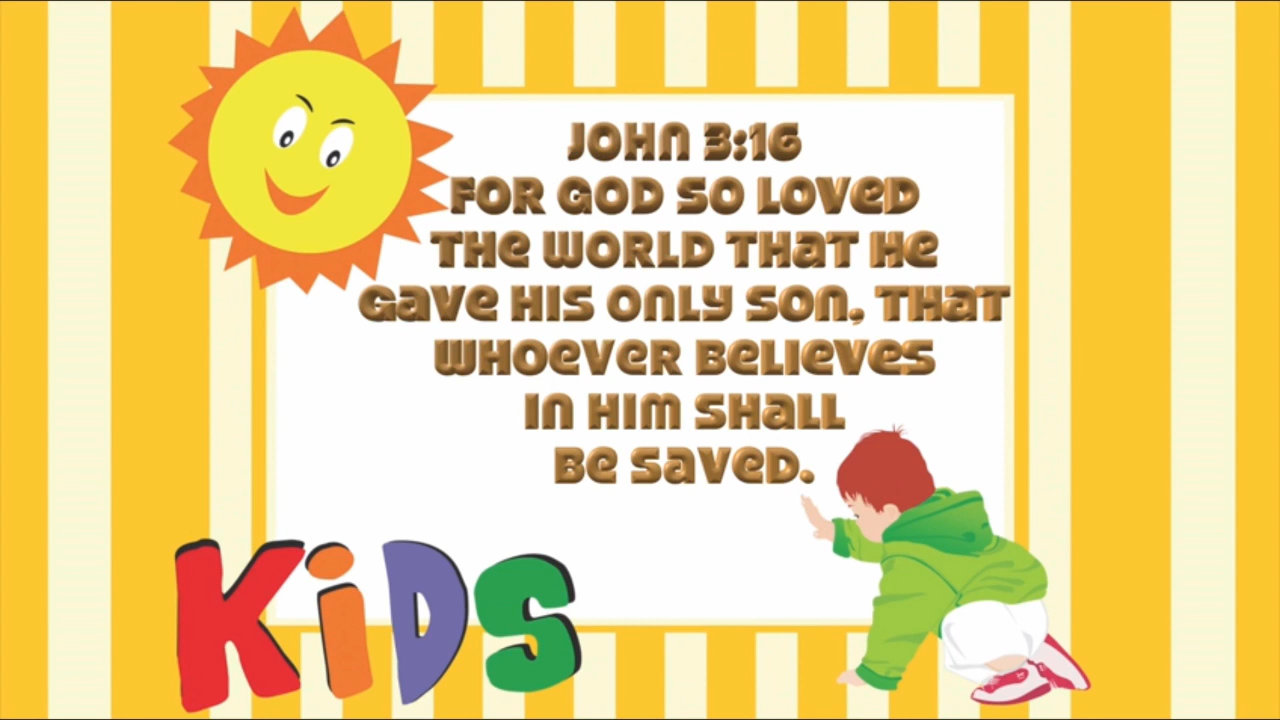 JOHN 3:16
FOR GOD SO LOVED
THE WORLD THAT HE
GAVE HIS ONLY SON, THAT
WHOEVER BELIEVES
IN HIM SHALL
BE SAVED.
KiDS